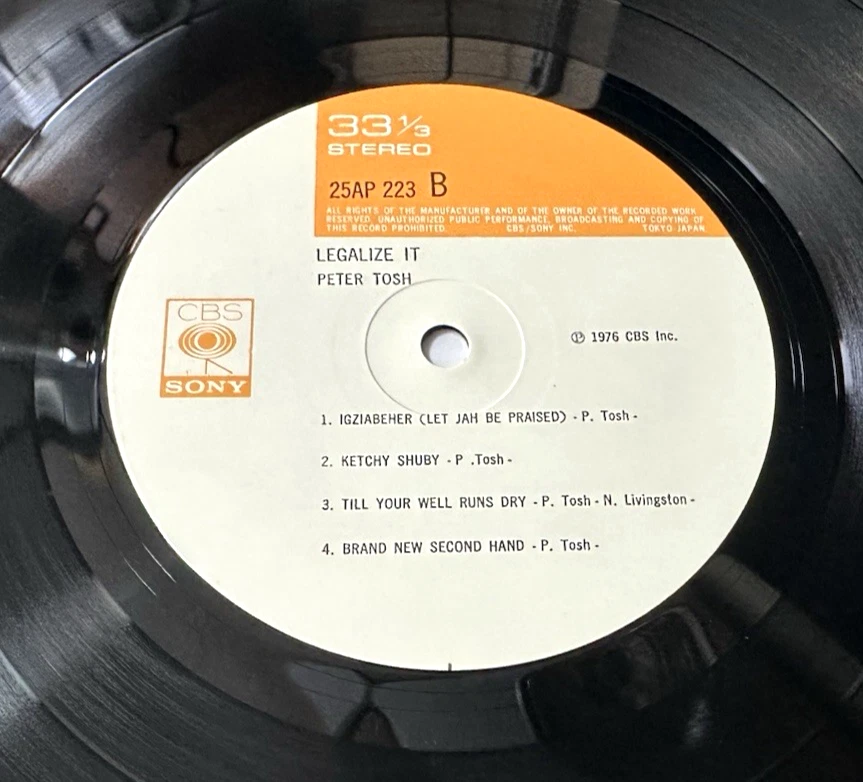 33 1/3
STEREO
25AP 223 B
ALL RIGHTS OF THE MANUFACTURER AND OF THE OWNER OF THE RECORDED WORK
RESERVED. UNAUTHORIZED PUBLIC PERFORMANCE, BROADCASTING AND COPYING OF
THIS RECORD PROHIBITED. CBS/SONY INC. TOKYO JAPAN
LEGALIZE IT
PETER TOSH
CBS
SONY
℗ 1976 CBS Inc.
1. IGZIABEHER (LET JAH BE PRAISED) - P. Tosh -
2. KETCHY SHUBY - P .Tosh -
3. TILL YOUR WELL RUNS DRY - P. Tosh - N. Livingston -
4. BRAND NEW SECOND HAND - P. Tosh -